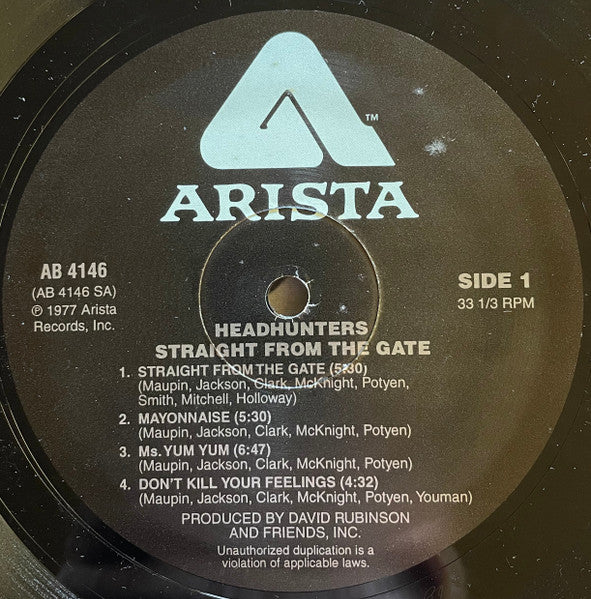 TM
ARISTA
AB 4146
(AB 4146 SA)
℗ 1977 Arista
Records, Inc.
SIDE 1
33 1/3 RPM
HEADHUNTERS
STRAIGHT FROM THE GATE
1. STRAIGHT FROM THE GATE (5:30)
(Maupin, Jackson, Clark, McKnight, Potyen,
Smith, Mitchell, Holloway)
2. MAYONNAISE (5:30)
(Maupin, Jackson, Clark, McKnight, Potyen)
3. Ms. YUM YUM (6:47)
(Maupin, Jackson, Clark, McKnight, Potyen)
4. DON'T KILL YOUR FEELINGS (4:32)
(Maupin, Jackson, Clark, McKnight, Potyen, Youman)
PRODUCED BY DAVID RUBINSON
AND FRIENDS, INC.
Unauthorized duplication is a
violation of applicable laws.